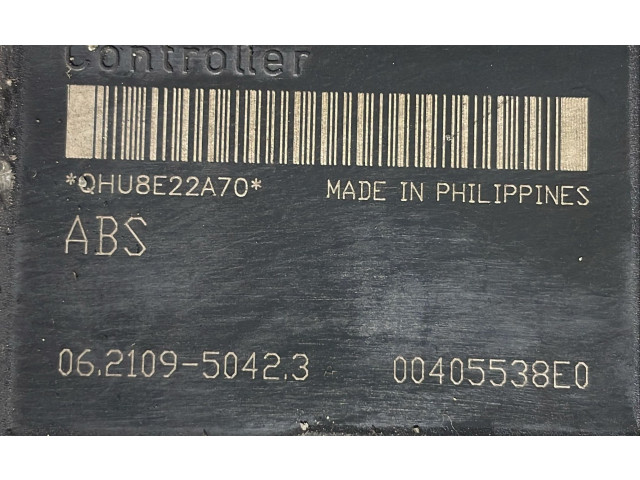 Controller
*QHU8E22A70* MADE IN PHILIPPINES
ABS
06.2109-5042.3 00405538E0